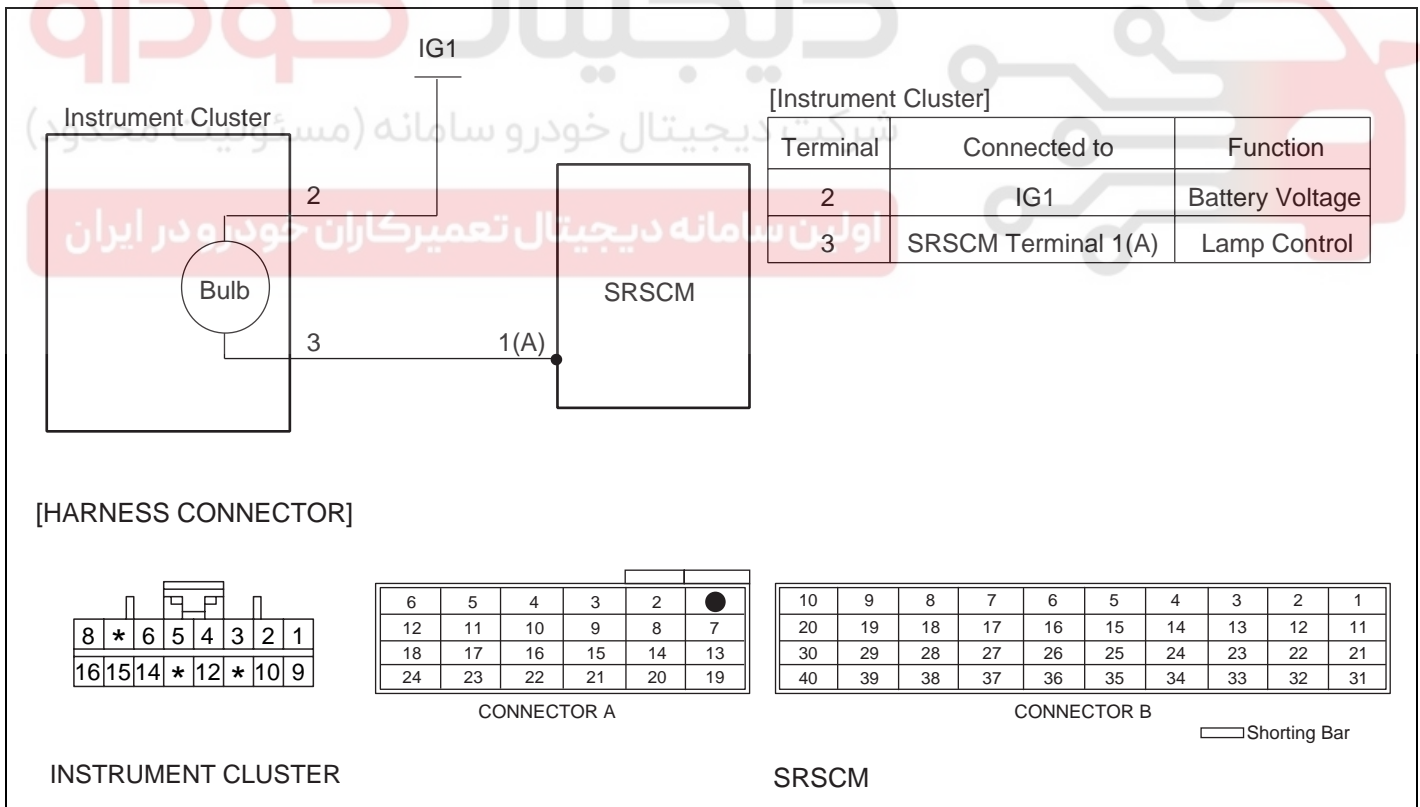 دیجیتال خودرو
شرکت دیجیتال خودرو سامانه (مسئولیت محدود)
اولین سامانه دیجیتال تعمیرکاران خودرو در ایران
IG1
Instrument Cluster
2
Bulb
SRSCM
3
1(A)
[Instrument Cluster]
Terminal Connected to Function
2 IG1 Battery Voltage
3 SRSCM Terminal 1(A) Lamp Control
[HARNESS CONNECTOR]
8 * 6 5 4 3 2 1
16 15 14 * 12 * 10 9
INSTRUMENT CLUSTER
6 5 4 3 2
12 11 10 9 8 7
18 17 16 15 14 13
24 23 22 21 20 19
CONNECTOR A
10 9 8 7 6 5 4 3 2 1
20 19 18 17 16 15 14 13 12 11
30 29 28 27 26 25 24 23 22 21
40 39 38 37 36 35 34 33 32 31
CONNECTOR B
Shorting Bar
SRSCM